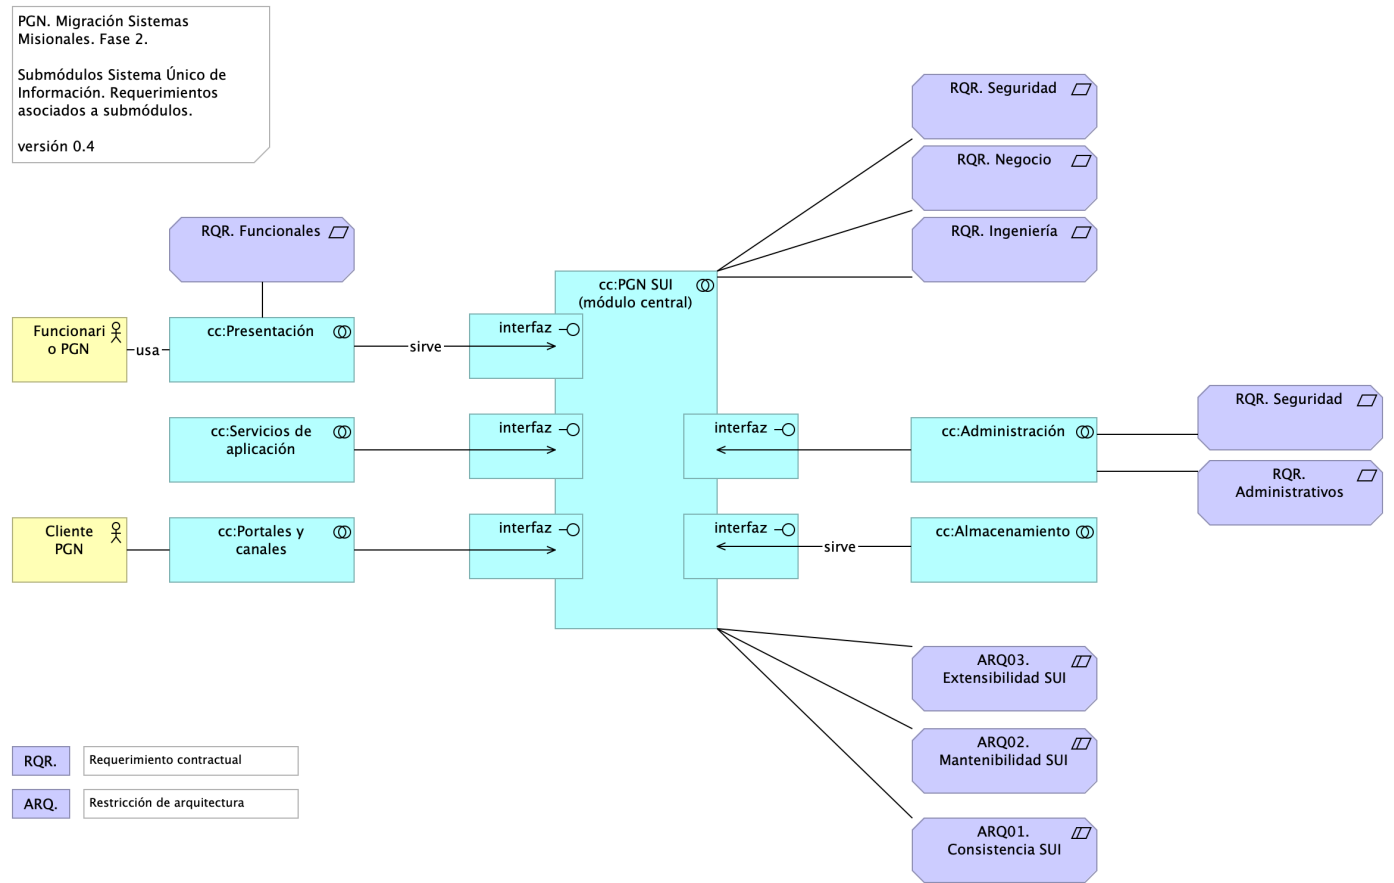 PGN. Migración Sistemas
Misionales. Fase 2.
Submódulos Sistema Único de
Información. Requerimientos
asociados a submódulos.
versión 0.4
RQR. Seguridad
RQR. Negocio
RQR. Ingeniería
RQR. Funcionales
cc:PGN SUI
(módulo central)
Funcionari
o PGN
usa
cc:Presentación
sirve
interfaz
cc:Servicios de
aplicación
interfaz
interfaz
cc:Administración
RQR. Seguridad
RQR.
Administrativos
Cliente
PGN
cc:Portales y
canales
interfaz
interfaz
sirve
cc:Almacenamiento
ARQ03.
Extensibilidad SUI
ARQ02.
Mantenibilidad SUI
ARQ01.
Consistencia SUI
RQR.
Requerimiento contractual
ARQ.
Restricción de arquitectura